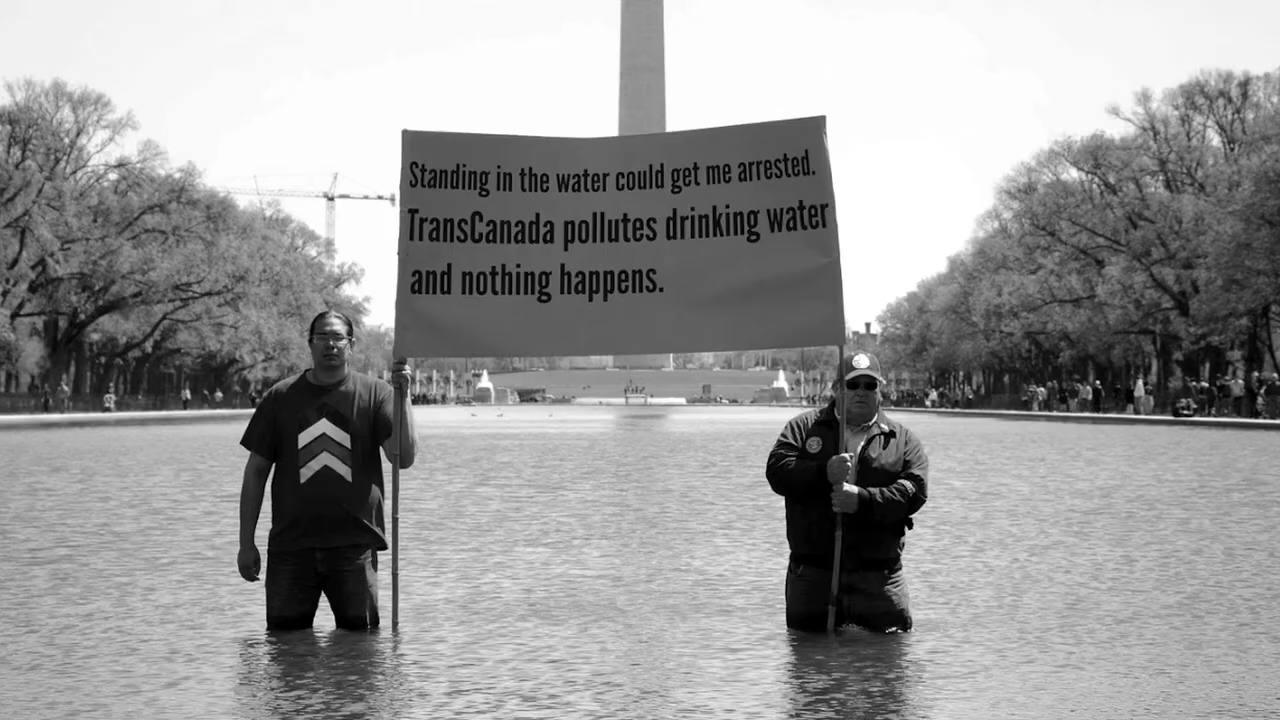 Standing in the water could get me arrested.
TransCanada pollutes drinking water
and nothing happens.